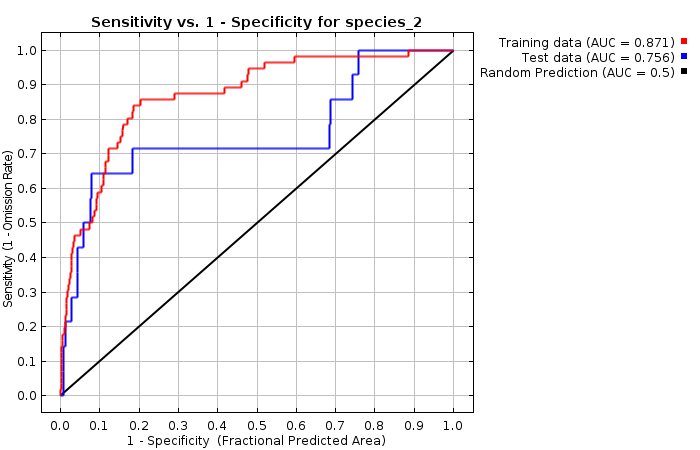 Sensitivity vs. 1 - Specificity for species_2
Training data (AUC = 0.871)
Test data (AUC = 0.756)
Random Prediction (AUC = 0.5)
Sensitivity (1 - Omission Rate)
1.0
0.9
0.8
0.7
0.6
0.5
0.4
0.3
0.2
0.1
0.0
0.0 0.1 0.2 0.3 0.4 0.5 0.6 0.7 0.8 0.9 1.0
1 - Specificity (Fractional Predicted Area)